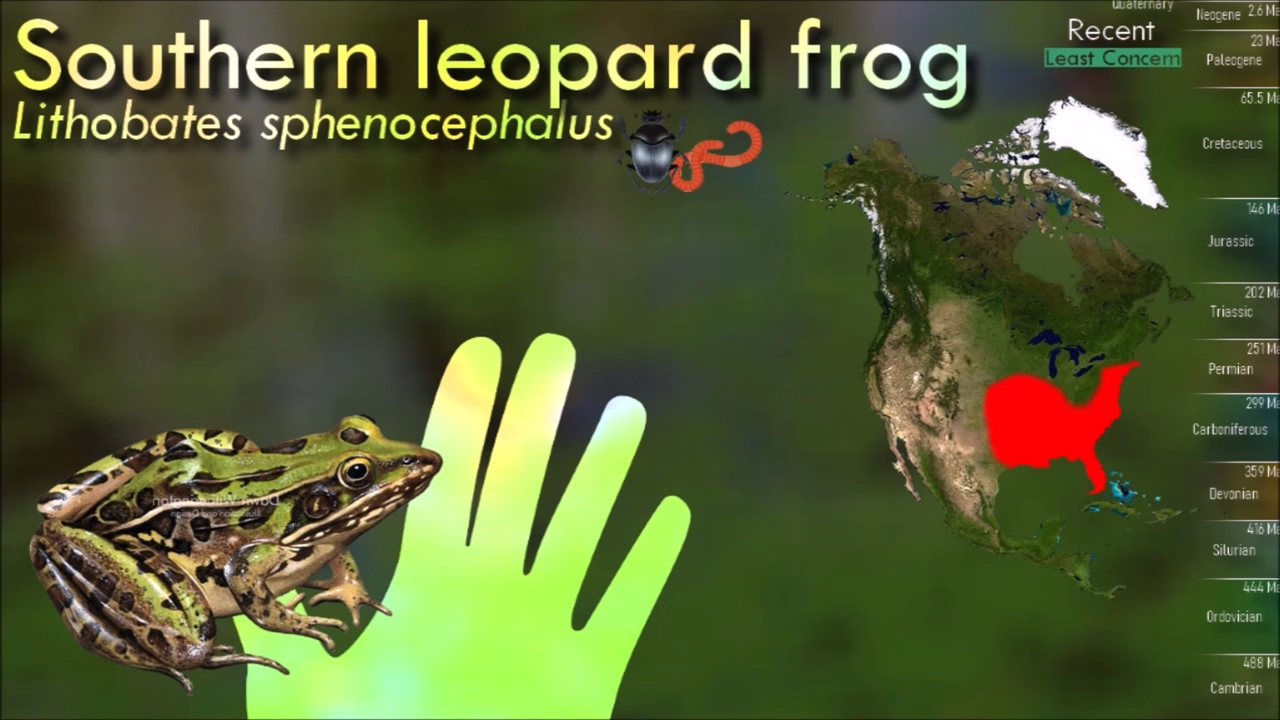 Southern leopard frog
Lithobates sphenocephalus
Recent
Least Concern
Quaternary
2.6 Ma
Neogene
23 Ma
Paleogene
65.5 Ma
Cretaceous
146 Ma
Jurassic
202 Ma
Triassic
251 Ma
Permian
299 Ma
Carboniferous
359 Ma
Devonian
416 Ma
Silurian
444 Ma
Ordovician
488 Ma
Cambrian